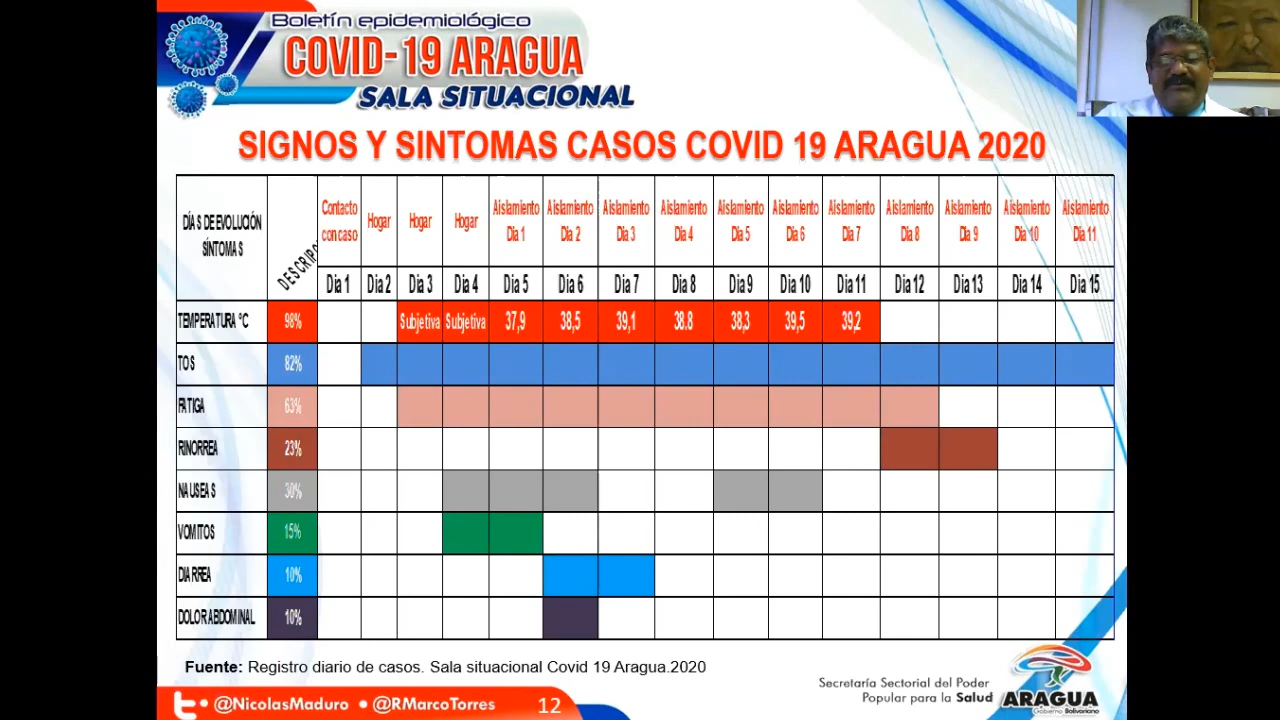 Boletín epidemiológico
COVID-19 ARAGUA
SALA SITUACIONAL
SIGNOS Y SINTOMAS CASOS COVID 19 ARAGUA 2020
DÍAS DE EVOLUCIÓN SÍNTOMAS
Contacto con caso Hogar Hogar Hogar Aislamiento Dia 1 Aislamiento Dia 2 Aislamiento Dia 3 Aislamiento Dia 4 Aislamiento Dia 5 Aislamiento Dia 6 Aislamiento Dia 7 Aislamiento Dia 8 Aislamiento Dia 9 Aislamiento Dia 10 Aislamiento Dia 11
Dia 1 Dia 2 Dia 3 Dia 4 Dia 5 Dia 6 Dia 7 Dia 8 Dia 9 Dia 10 Dia 11 Dia 12 Dia 13 Dia 14 Dia 15
TEMPERATURA °C 98% Subjetiva Subjetiva 37,9 38,5 39,1 38.8 38,3 39,5 39,2
TOS 82%
FATIGA 63%
RINORREA 23%
NAUSEAS 30%
VOMITOS 15%
DIARREA 10%
DOLOR ABDOMINAL 10%
Fuente: Registro diario de casos. Sala situacional Covid 19 Aragua.2020
Secretaría Sectorial del Poder
Popular para la Salud
ARAGUA
Gobierno Bolivariano
• @NicolasMaduro • @RMarcoTorres
12